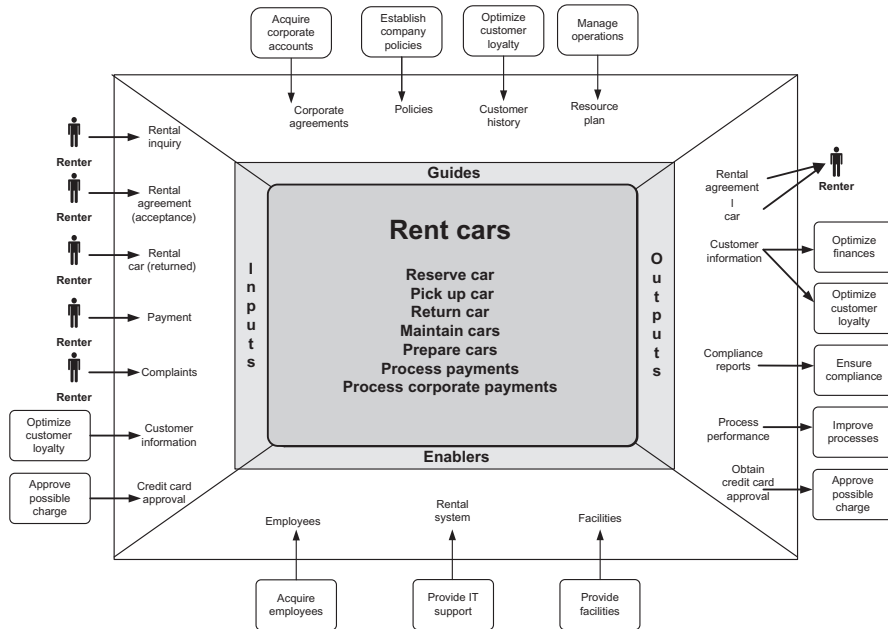 Acquire
corporate
accounts
Establish
company
policies
Optimize
customer
loyalty
Manage
operations
Corporate
agreements
Policies
Customer
history
Resource
plan
Renter
Rental
inquiry
Renter
Rental
agreement
(acceptance)
Renter
Rental
car (returned)
Renter
Payment
Renter
Complaints
Optimize
customer
loyalty
Customer
information
Approve
possible
charge
Credit card
approval
Guides
Inputs
Rent cars
Reserve car
Pick up car
Return car
Maintain cars
Prepare cars
Process payments
Process corporate payments
Outputs
Enablers
Rental
agreement
I
car
Renter
Customer
information
Optimize
finances
Optimize
customer
loyalty
Compliance
reports
Ensure
compliance
Process
performance
Improve
processes
Obtain
credit card
approval
Approve
possible
charge
Employees
Rental
system
Facilities
Acquire
employees
Provide IT
support
Provide
facilities